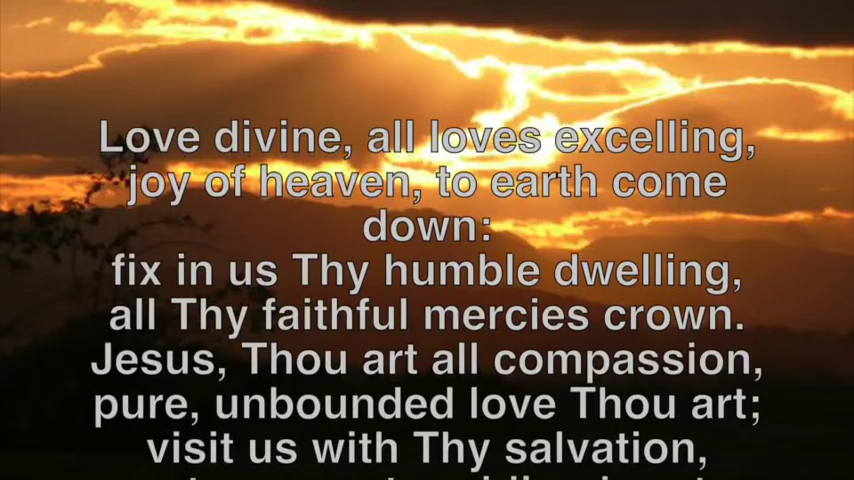 Love divine, all loves excelling,
joy of heaven, to earth come
down:
fix in us Thy humble dwelling,
all Thy faithful mercies crown.
Jesus, Thou art all compassion,
pure, unbounded love Thou art;
visit us with Thy salvation,